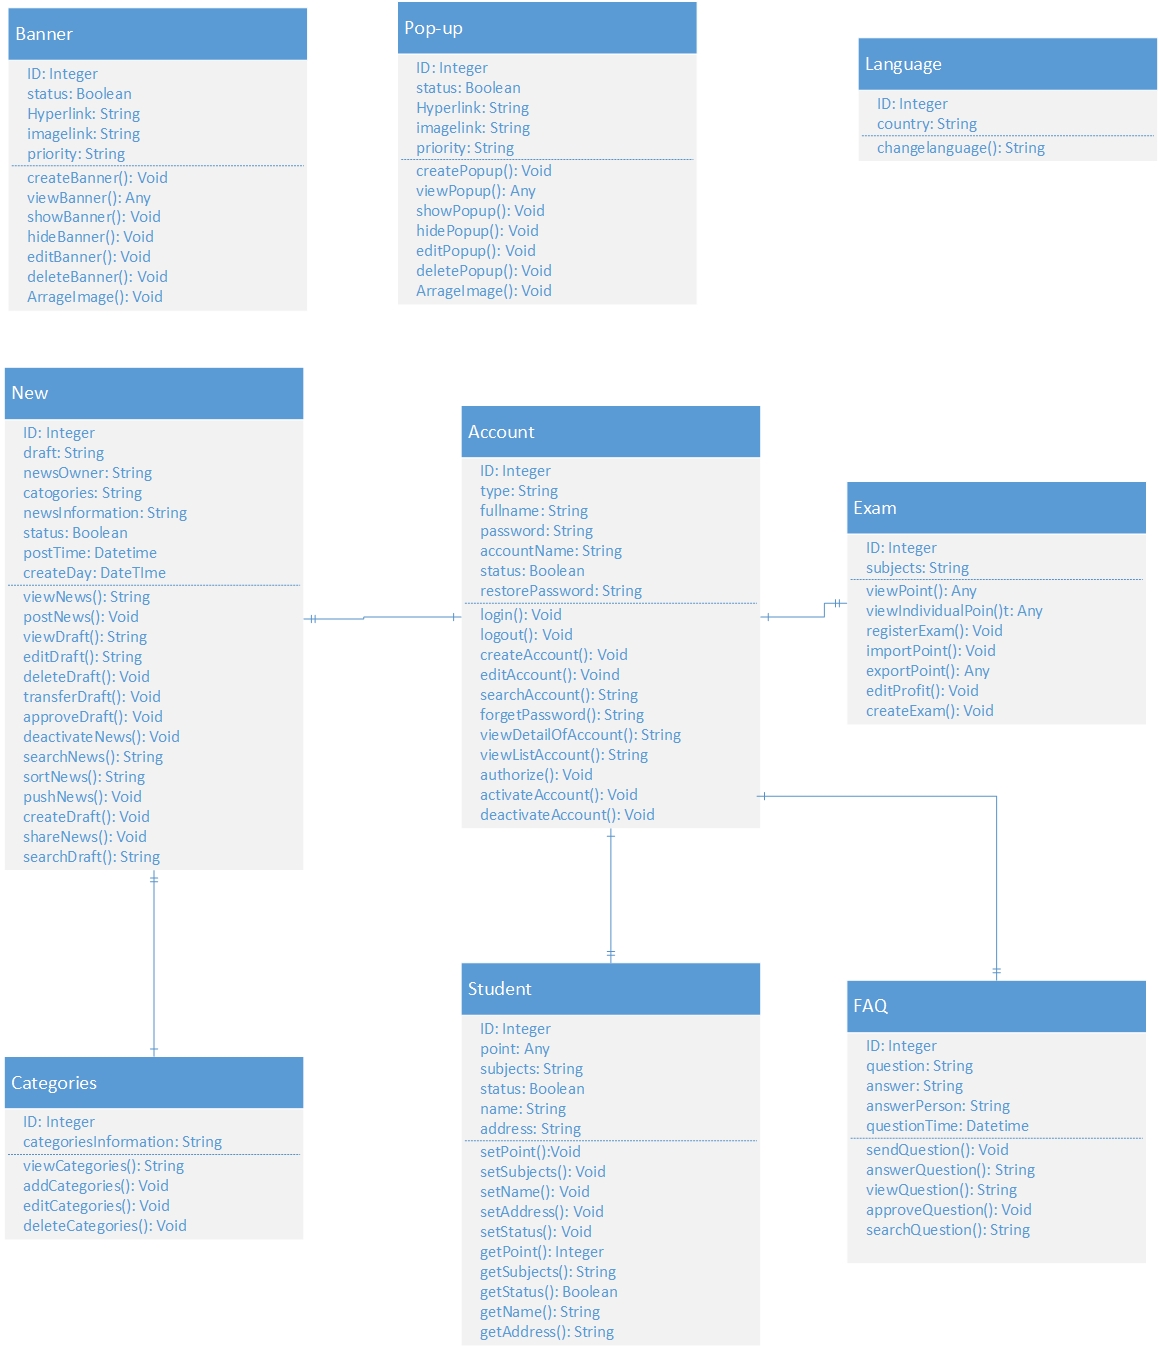 Banner
ID: Integer
status: Boolean
Hyperlink: String
imagelink: String
priority: String
createBanner(): Void
viewBanner(): Any
showBanner(): Void
hideBanner(): Void
editBanner(): Void
deleteBanner(): Void
ArrageImage(): Void
Pop-up
ID: Integer
status: Boolean
Hyperlink: String
imagelink: String
priority: String
createPopup(): Void
viewPopup(): Any
showPopup(): Void
hidePopup(): Void
editPopup(): Void
deletePopup(): Void
ArrageImage(): Void
Language
ID: Integer
country: String
changelanguage(): String
New
ID: Integer
draft: String
newsOwner: String
catogories: String
newsInformation: String
status: Boolean
postTime: Datetime
createDay: DateTIme
viewNews(): String
postNews(): Void
viewDraft(): String
editDraft(): String
deleteDraft(): Void
transferDraft(): Void
approveDraft(): Void
deactivateNews(): Void
searchNews(): String
sortNews(): String
pushNews(): Void
createDraft(): Void
shareNews(): Void
searchDraft(): String
Account
ID: Integer
type: String
fullname: String
password: String
accountName: String
status: Boolean
restorePassword: String
login(): Void
logout(): Void
createAccount(): Void
editAccount(): Voind
searchAccount(): String
forgetPassword(): String
viewDetailOfAccount(): String
viewListAccount(): String
authorize(): Void
activateAccount(): Void
deactivateAccount(): Void
Exam
ID: Integer
subjects: String
viewPoint(): Any
viewIndividualPoin()t: Any
registerExam(): Void
importPoint(): Void
exportPoint(): Any
editProfit(): Void
createExam(): Void
Categories
ID: Integer
categoriesInformation: String
viewCategories(): String
addCategories(): Void
editCategories(): Void
deleteCategories(): Void
Student
ID: Integer
point: Any
subjects: String
status: Boolean
name: String
address: String
setPoint():Void
setSubjects(): Void
setName(): Void
setAddress(): Void
setStatus(): Void
getPoint(): Integer
getSubjects(): String
getStatus(): Boolean
getName(): String
getAddress(): String
FAQ
ID: Integer
question: String
answer: String
answerPerson: String
questionTime: Datetime
sendQuestion(): Void
answerQuestion(): String
viewQuestion(): String
approveQuestion(): Void
searchQuestion(): String